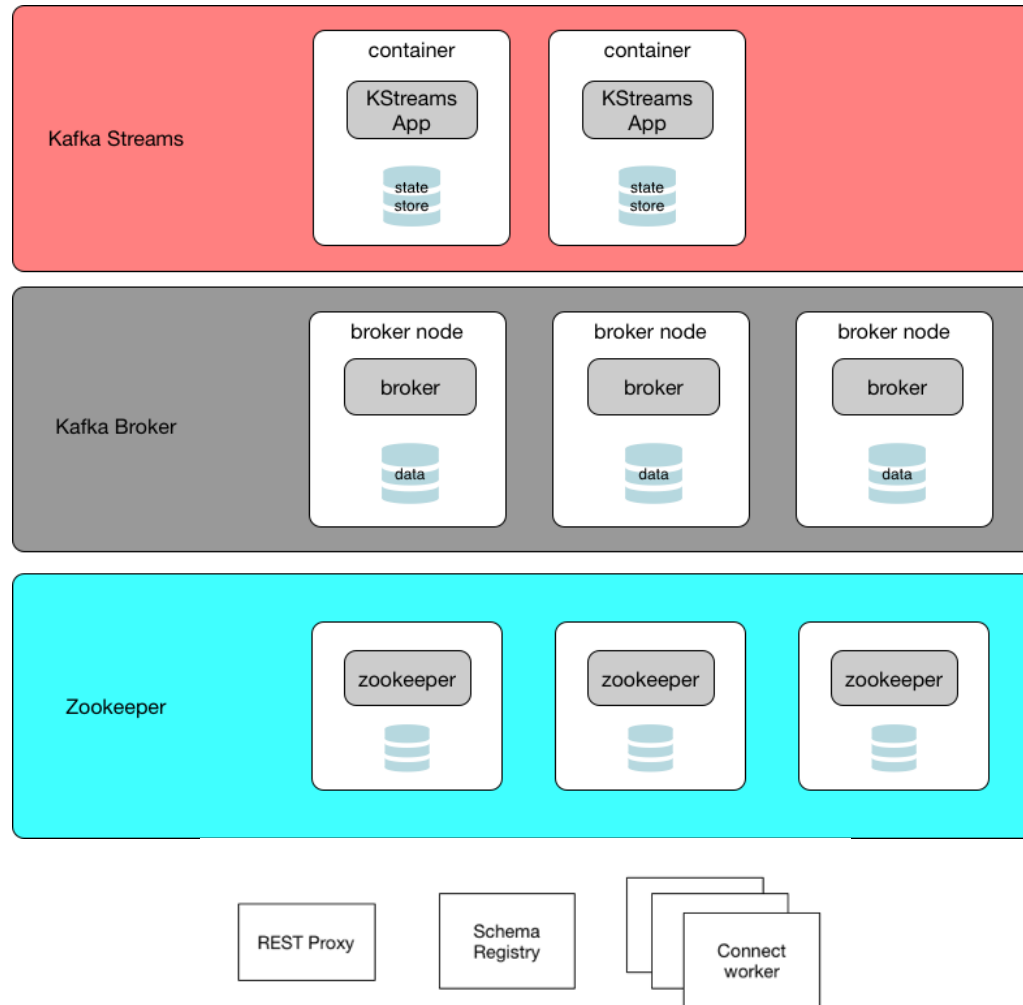 container
container
KStreams
App
KStreams
App
Kafka Streams
state
store
state
store
broker node
broker node
broker node
broker
broker
broker
Kafka Broker
data
data
data
zookeeper
zookeeper
zookeeper
Zookeeper
REST Proxy
Schema
Registry
Connect
worker